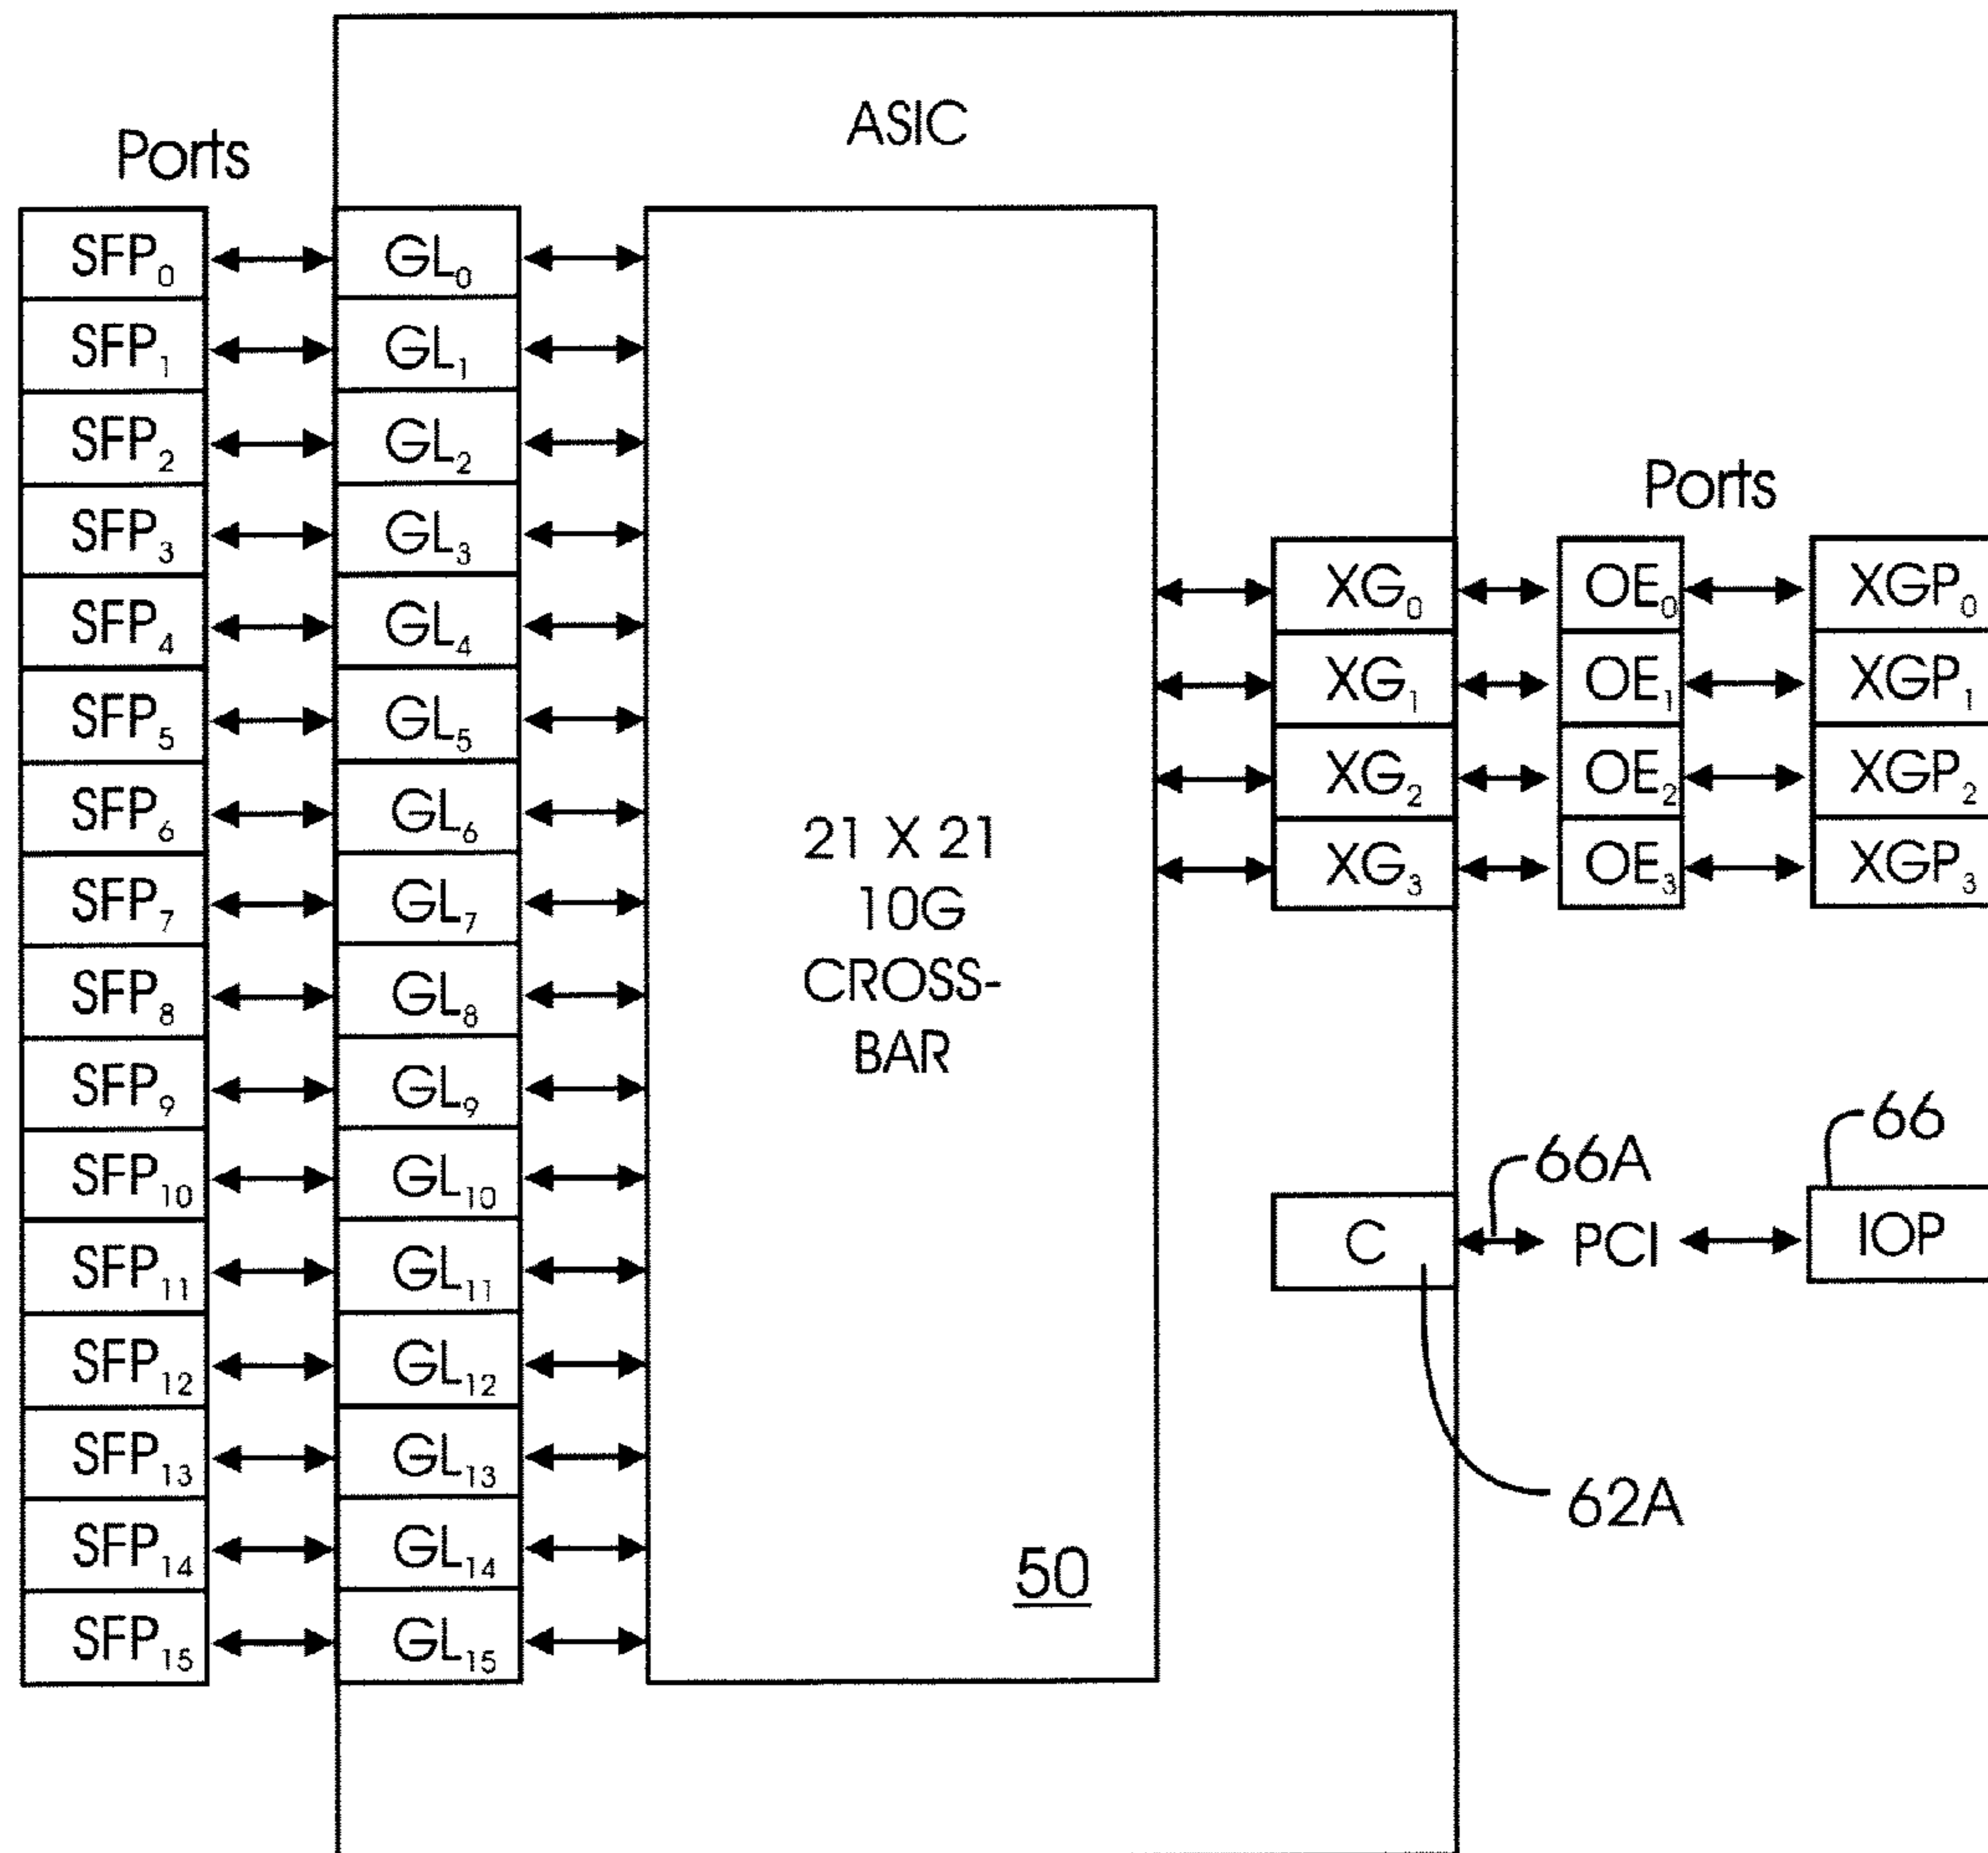 ASIC
Ports
SFP₀ GL₀
SFP₁ GL₁
SFP₂ GL₂
SFP₃ GL₃
SFP₄ GL₄
SFP₅ GL₅
SFP₆ GL₆
SFP₇ GL₇
SFP₈ GL₈
SFP₉ GL₉
SFP₁₀ GL₁₀
SFP₁₁ GL₁₁
SFP₁₂ GL₁₂
SFP₁₃ GL₁₃
SFP₁₄ GL₁₄
SFP₁₅ GL₁₅
21 X 21
10G
CROSS-
BAR
50
Ports
XG₀ OE₀ XGP₀
XG₁ OE₁ XGP₁
XG₂ OE₂ XGP₂
XG₃ OE₃ XGP₃
66A
66
C PCI IOP
62A